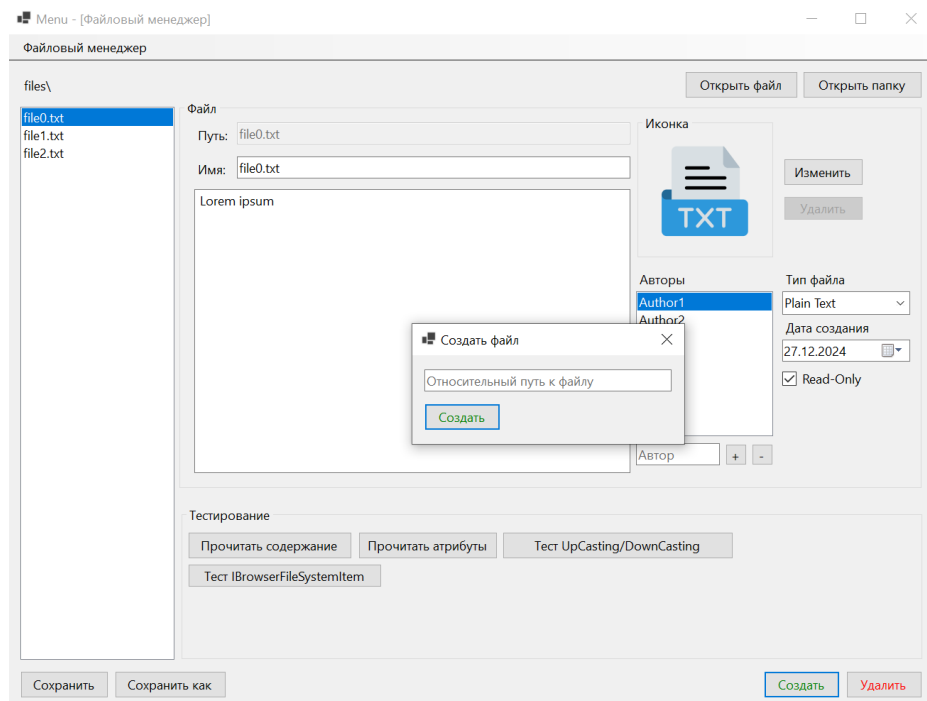 Menu - [Файловый менеджер]
Файловый менеджер
files\
Открыть файл
Открыть папку
file0.txt
file1.txt
file2.txt
Файл
Путь: file0.txt
Имя: file0.txt
Lorem ipsum
Иконка
TXT
Изменить
Удалить
Авторы
Author1
Author2
Автор
+
-
Тип файла
Plain Text
Дата создания
27.12.2024
Read-Only
Создать файл
Относительный путь к файлу
Создать
Тестирование
Прочитать содержание
Прочитать атрибуты
Тест UpCasting/DownCasting
Тест IBrowserFileSystemItem
Сохранить
Сохранить как
Создать
Удалить